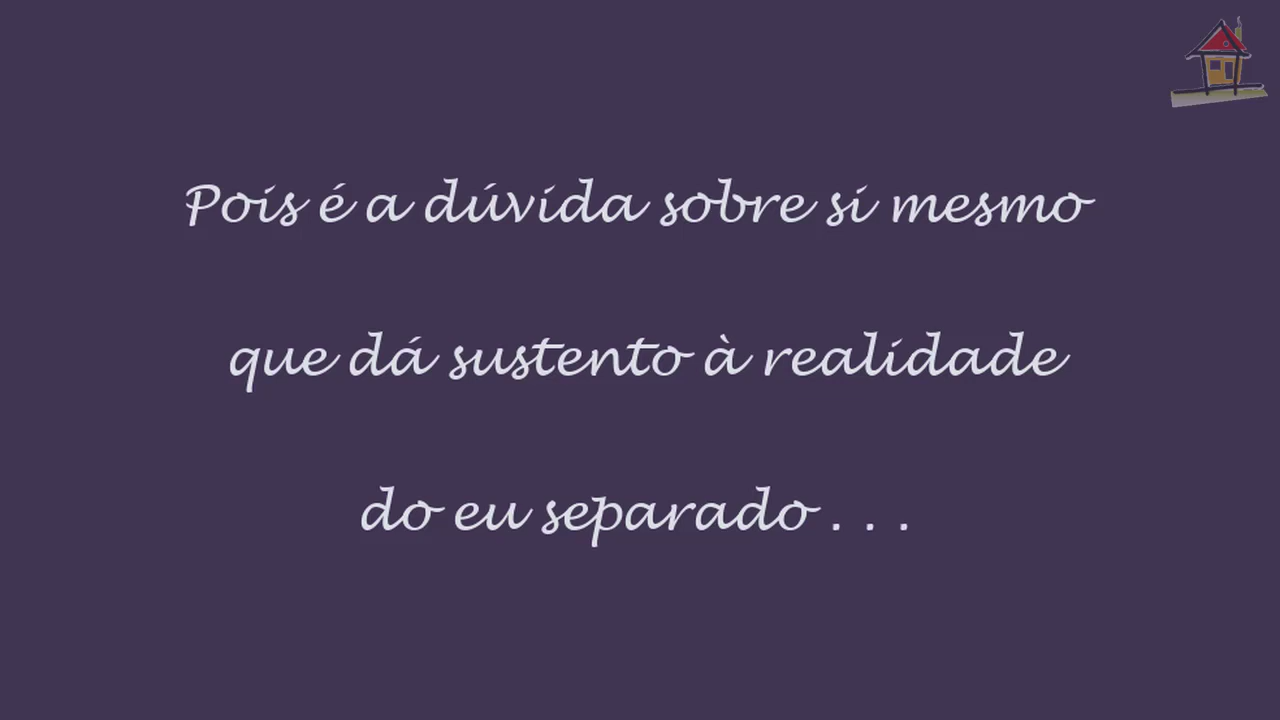 Pois é a dúvida sobre si mesmo
que dá sustento à realidade
do eu separado . . .